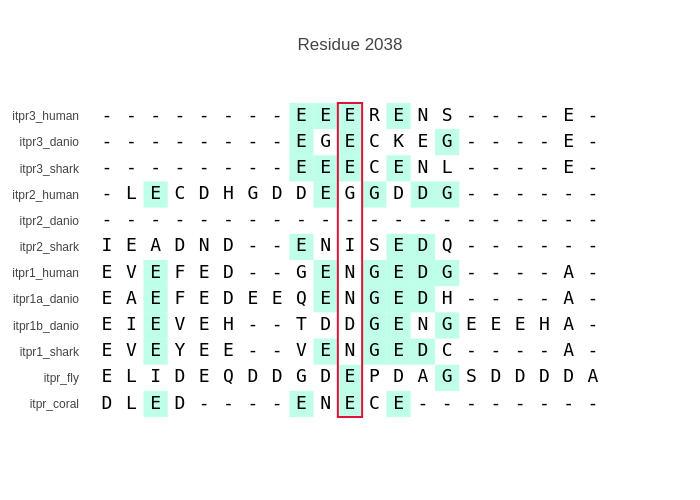 Residue 2038
itpr3_human - - - - - - - - E E E R E N S - - - - E -
itpr3_danio - - - - - - - - E G E C K E G - - - - E -
itpr3_shark - - - - - - - - E E E C E N L - - - - E -
itpr2_human - L E C D H G D D E G G D D G - - - - - -
itpr2_danio - - - - - - - - - - - - - - - - - - - - -
itpr2_shark I E A D N D - - E N I S E D Q - - - - - -
itpr1_human E V E F E D - - G E N G E D G - - - - A -
itpr1a_danio E A E F E D E E Q E N G E D H - - - - A -
itpr1b_danio E I E V E H - - T D D G E N G E E E H A -
itpr1_shark E V E Y E E - - V E N G E D C - - - - A -
itpr_fly E L I D E Q D D G D E P D A G S D D D D A
itpr_coral D L E D - - - - E N E C E - - - - - - - -